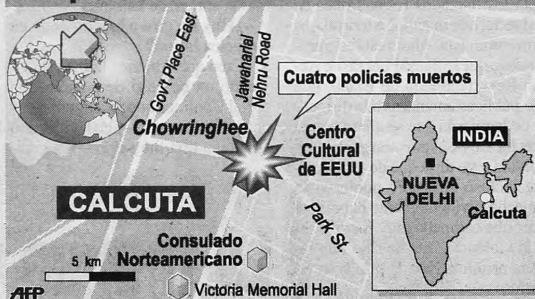 Gov't Place East
Jawaharlal
Nehru Road
Cuatro policías muertos
Chowringhee
Centro
Cultural
de EEUU
INDIA
NUEVA
DELHI
Calcuta
CALCUTA
Park St.
Consulado
Norteamericano
5 km
AFP
Victoria Memorial Hall